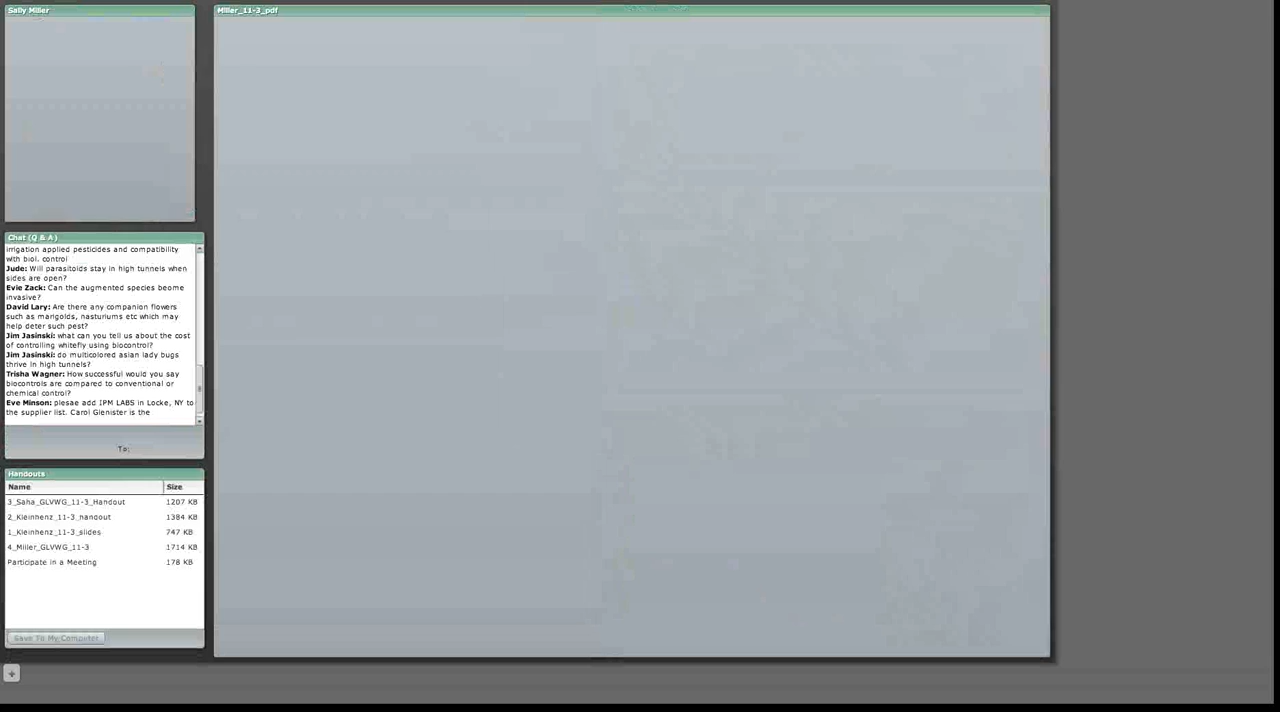 Sally Miller
Miller_11-3_pdf
Chat (Q & A)
irrigation applied pesticides and compatibility
with biol. control
Jude: Will parasitoids stay in high tunnels when
sides are open?
Evie Zack: Can the augmented species beome
invasive?
David Lary: Are there any companion flowers
such as marigolds, nasturiums etc which may
help deter such pest?
Jim Jasinski: what can you tell us about the cost
of controlling whitefly using biocontrol?
Jim Jasinski: do multicolored asian lady bugs
thrive in high tunnels?
Trisha Wagner: How successful would you say
biocontrols are compared to conventional or
chemical control?
Eve Minson: plesae add IPM LABS in Locke, NY to
the supplier list. Carol Glenister is the
To:
Handouts
Name Size
3_Saha_GLVWG_11-3_Handout 1207 KB
2_Kleinhenz_11-3_handout 1384 KB
1_Kleinhenz_11-3_slides 747 KB
4_Miller_GLVWG_11-3 1714 KB
Participate in a Meeting 178 KB
Save To My Computer
+